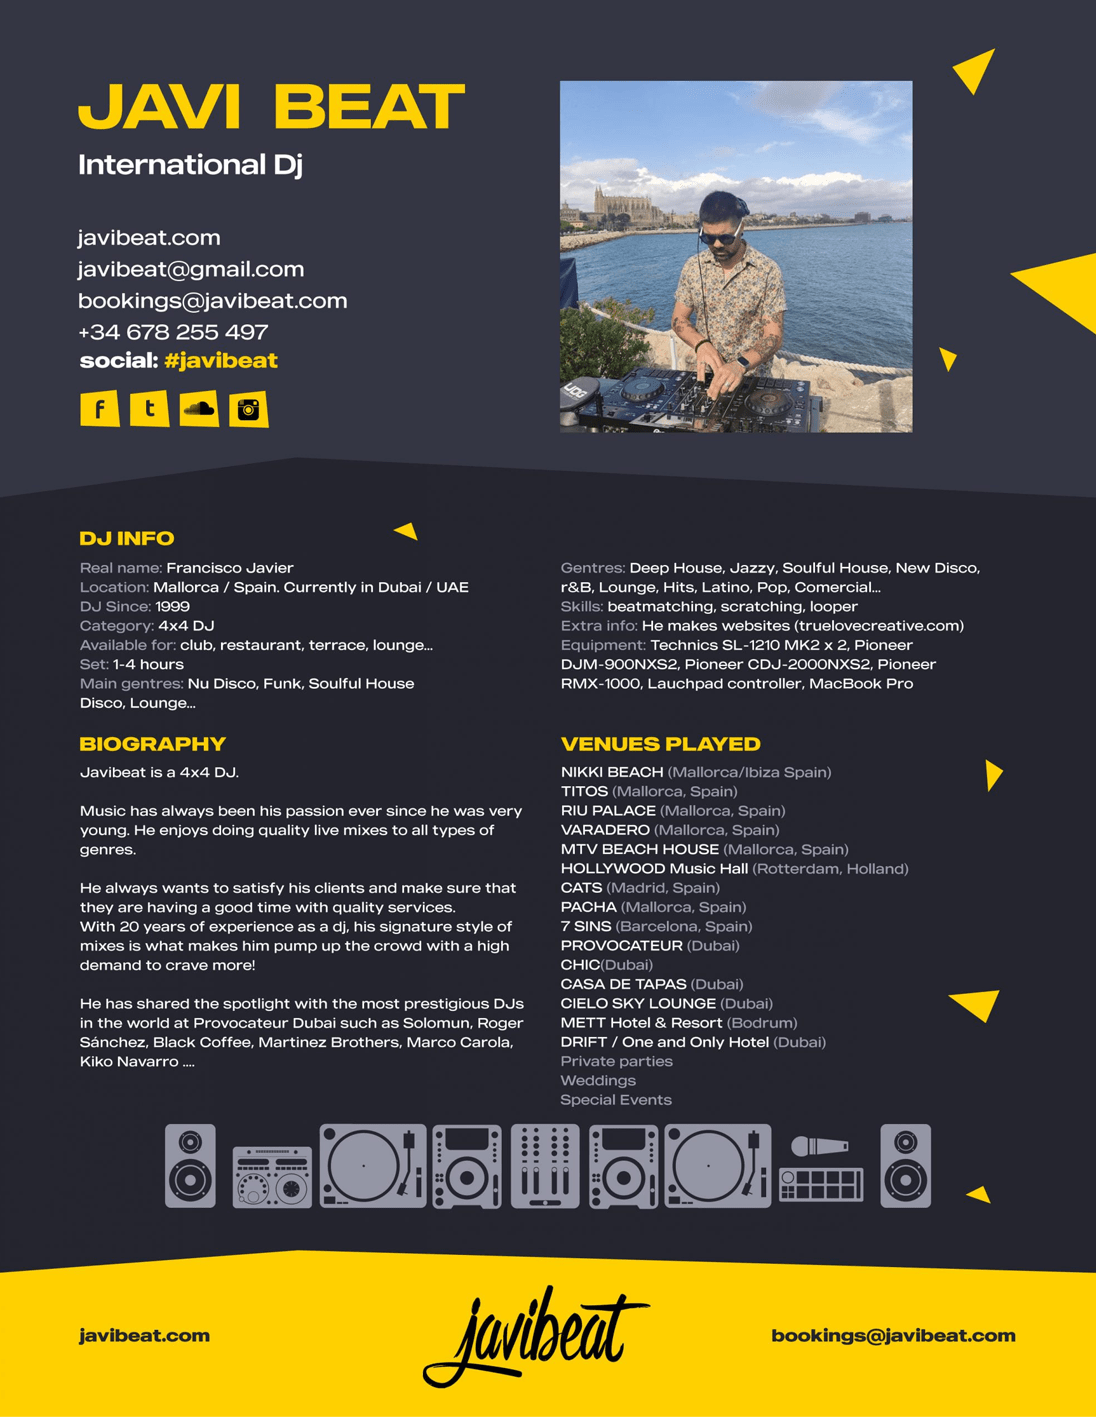 JAVI BEAT
International Dj
javibeat.com
javibeat@gmail.com
bookings@javibeat.com
+34 678 255 497
social: #javibeat
f t
UDG
DJ INFO
Real name: Francisco Javier
Location: Mallorca / Spain. Currently in Dubai / UAE
DJ Since: 1999
Category: 4x4 DJ
Available for: club, restaurant, terrace, lounge...
Set: 1-4 hours
Main gentres: Nu Disco, Funk, Soulful House
Disco, Lounge...
Gentres: Deep House, Jazzy, Soulful House, New Disco,
r&B, Lounge, Hits, Latino, Pop, Comercial...
Skills: beatmatching, scratching, looper
Extra info: He makes websites (truelovecreative.com)
Equipment: Technics SL-1210 MK2 x 2, Pioneer
DJM-900NXS2, Pioneer CDJ-2000NXS2, Pioneer
RMX-1000, Lauchpad controller, MacBook Pro
BIOGRAPHY
Javibeat is a 4x4 DJ.
Music has always been his passion ever since he was very
young. He enjoys doing quality live mixes to all types of
genres.
He always wants to satisfy his clients and make sure that
they are having a good time with quality services.
With 20 years of experience as a dj, his signature style of
mixes is what makes him pump up the crowd with a high
demand to crave more!
He has shared the spotlight with the most prestigious DJs
in the world at Provocateur Dubai such as Solomun, Roger
Sánchez, Black Coffee, Martinez Brothers, Marco Carola,
Kiko Navarro ....
VENUES PLAYED
NIKKI BEACH (Mallorca/Ibiza Spain)
TITOS (Mallorca, Spain)
RIU PALACE (Mallorca, Spain)
VARADERO (Mallorca, Spain)
MTV BEACH HOUSE (Mallorca, Spain)
HOLLYWOOD Music Hall (Rotterdam, Holland)
CATS (Madrid, Spain)
PACHA (Mallorca, Spain)
7 SINS (Barcelona, Spain)
PROVOCATEUR (Dubai)
CHIC(Dubai)
CASA DE TAPAS (Dubai)
CIELO SKY LOUNGE (Dubai)
METT Hotel & Resort (Bodrum)
DRIFT / One and Only Hotel (Dubai)
Private parties
Weddings
Special Events
javibeat.com
javibeat
bookings@javibeat.com